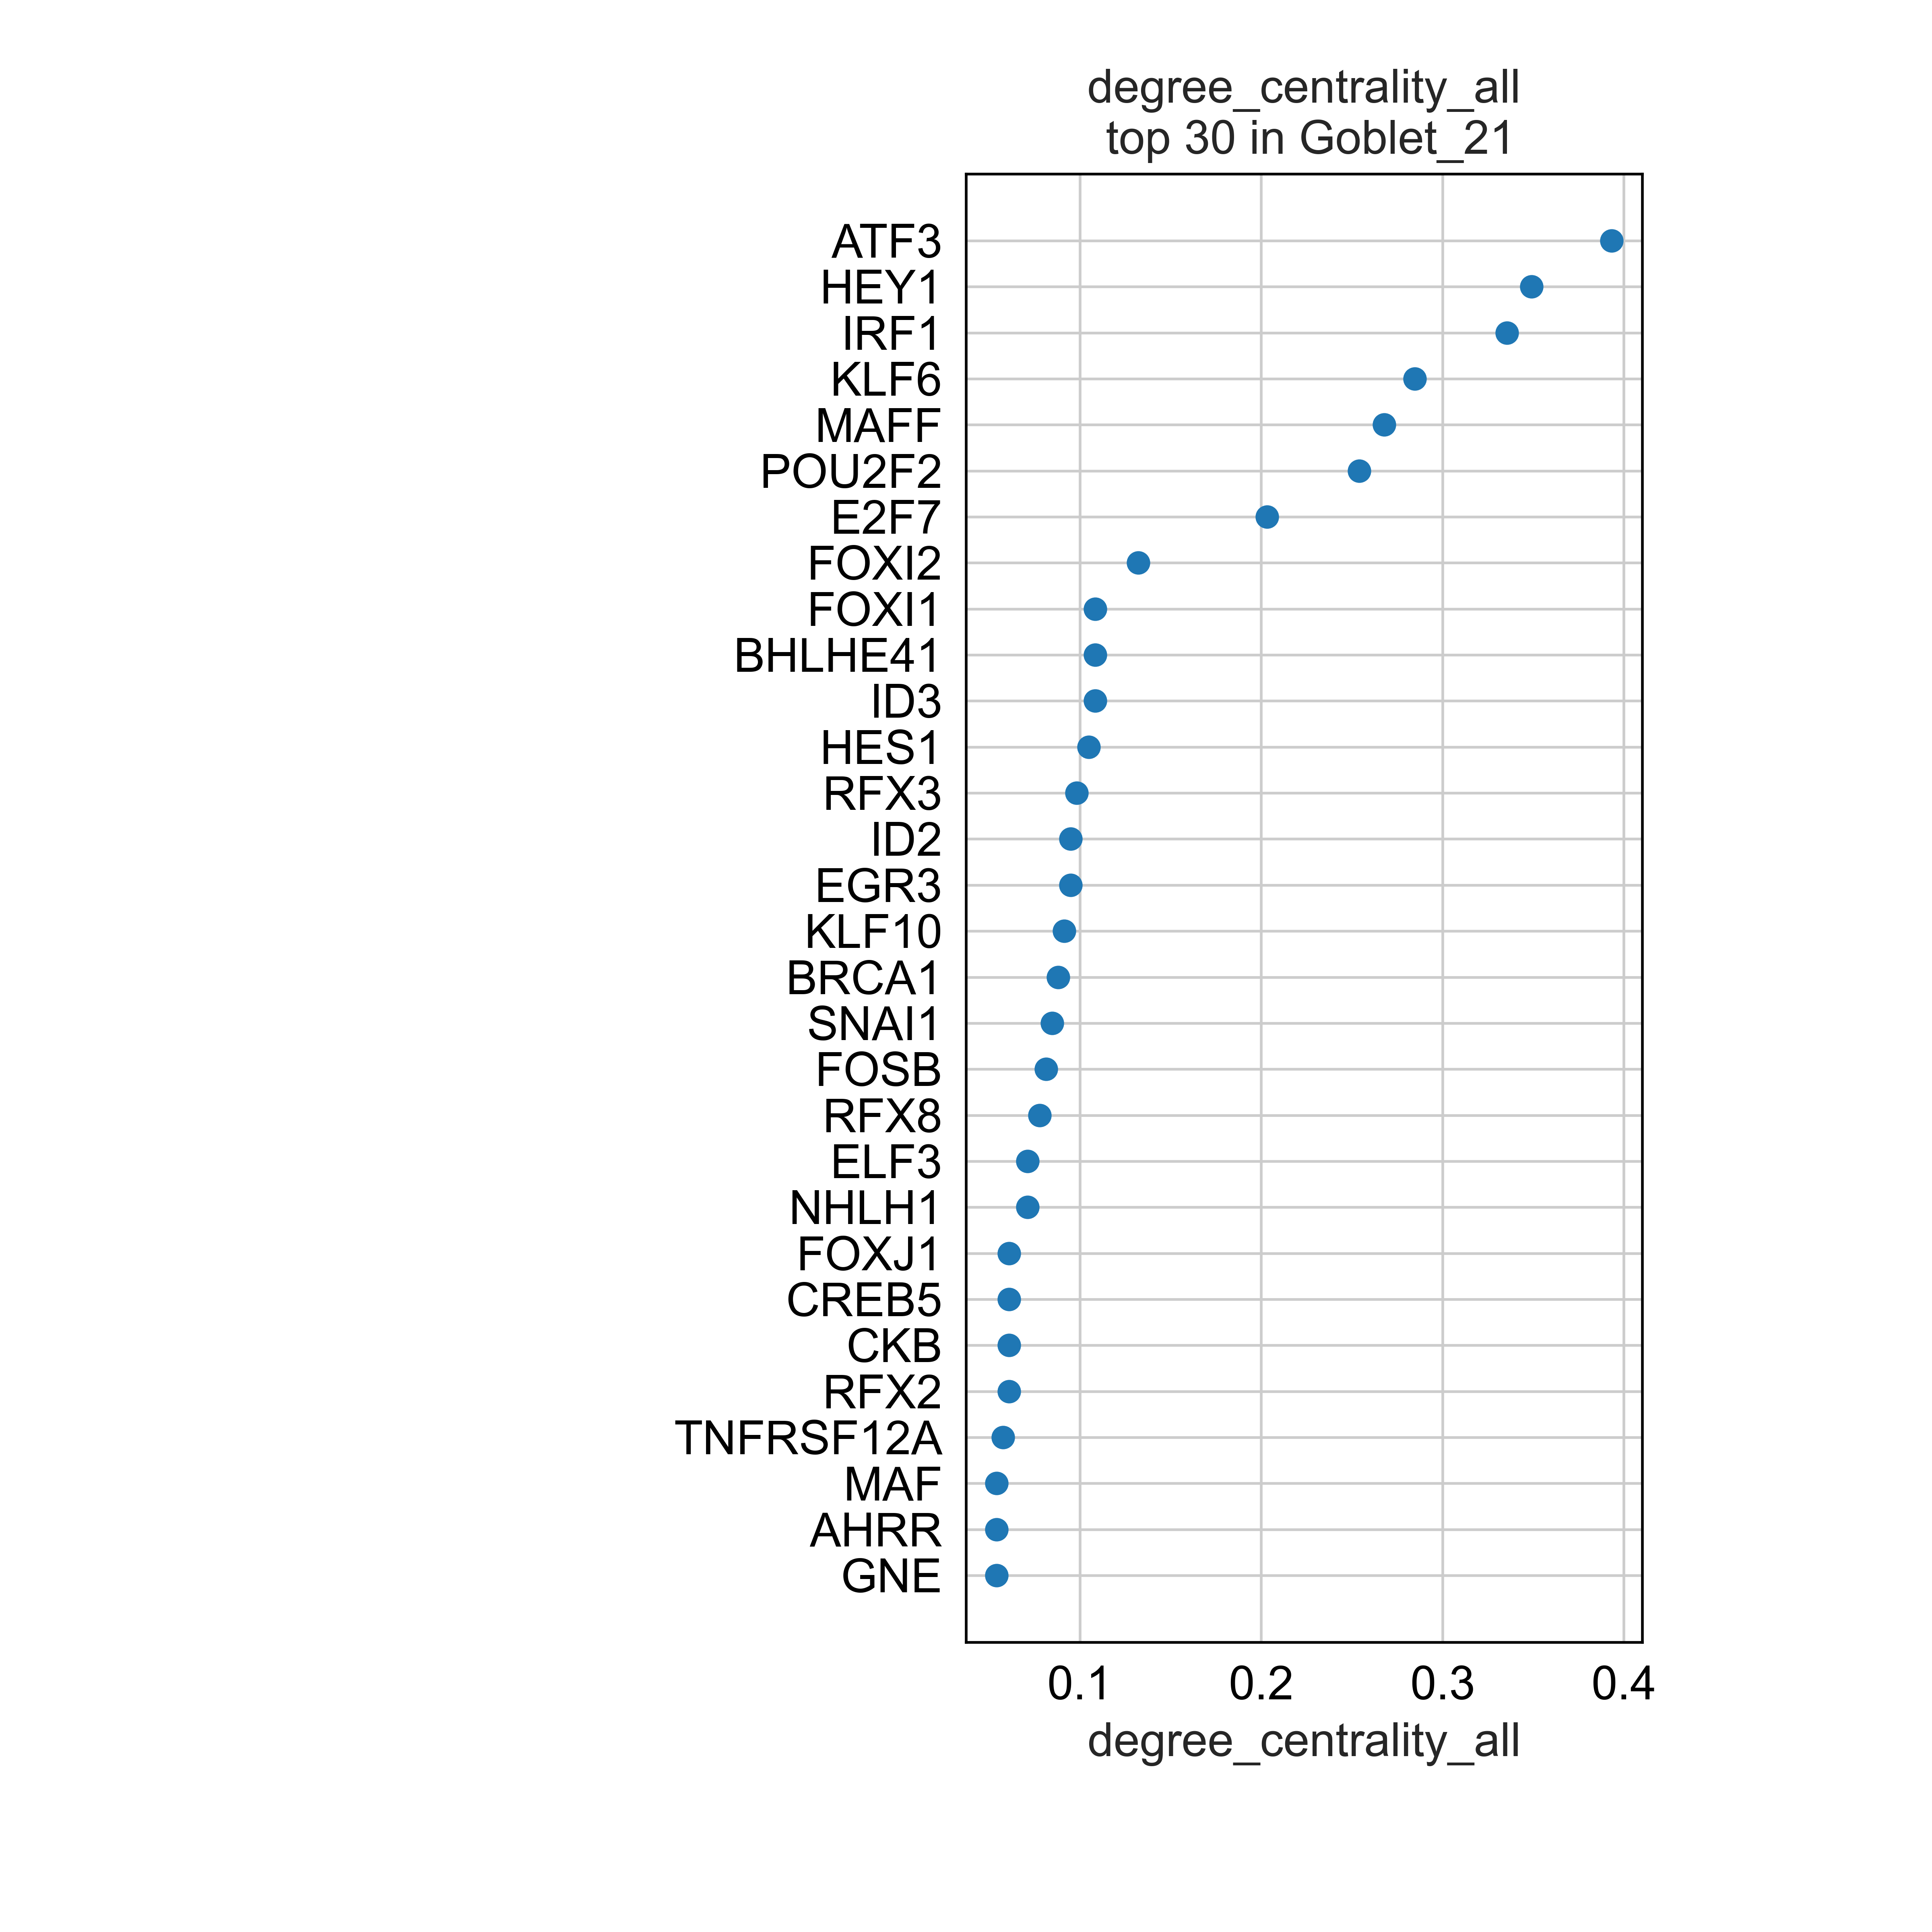 degree_centrality_all
top 30 in Goblet_21
ATF3
HEY1
IRF1
KLF6
MAFF
POU2F2
E2F7
FOXI2
FOXI1
BHLHE41
ID3
HES1
RFX3
ID2
EGR3
KLF10
BRCA1
SNAI1
FOSB
RFX8
ELF3
NHLH1
FOXJ1
CREB5
CKB
RFX2
TNFRSF12A
MAF
AHRR
GNE
0.1 0.2 0.3 0.4
degree_centrality_all